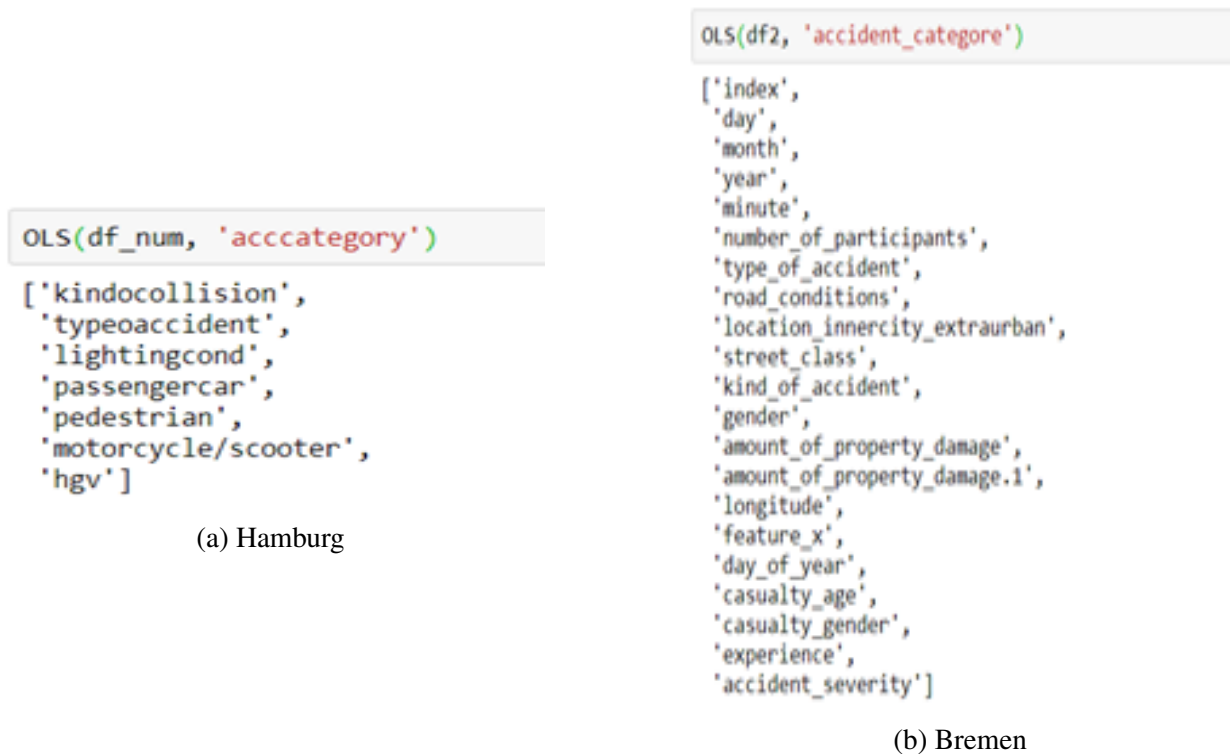 OLS(df_num, 'acccategory')
['kindocollision',
'typeoaccident',
'lightingcond',
'passengercar',
'pedestrian',
'motorcycle/scooter',
'hgv']
(a) Hamburg
OLS(df2, 'accident_categore')
['index',
'day',
'month',
'year',
'minute',
'number_of_participants',
'type_of_accident',
'road_conditions',
'location_innercity_extraurban',
'street_class',
'kind_of_accident',
'gender',
'amount_of_property_damage',
'amount_of_property_damage.1',
'longitude',
'feature_x',
'day_of_year',
'casualty_age',
'casualty_gender',
'experience',
'accident_severity']
(b) Bremen